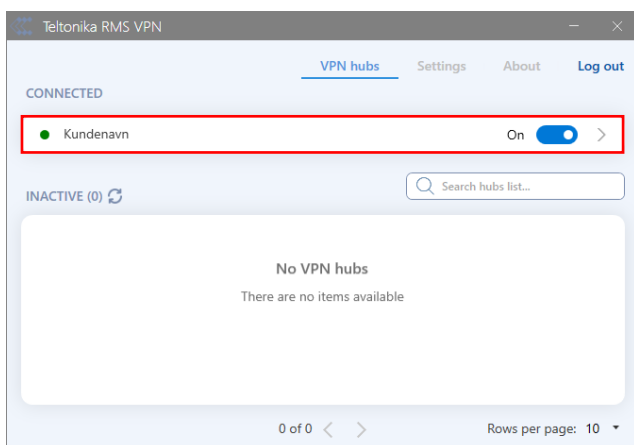 Teltonika RMS VPN
VPN hubs Settings About Log out
CONNECTED
Kundenavn On
INACTIVE (0) Search hubs list...
No VPN hubs
There are no items available
0 of 0 Rows per page: 10